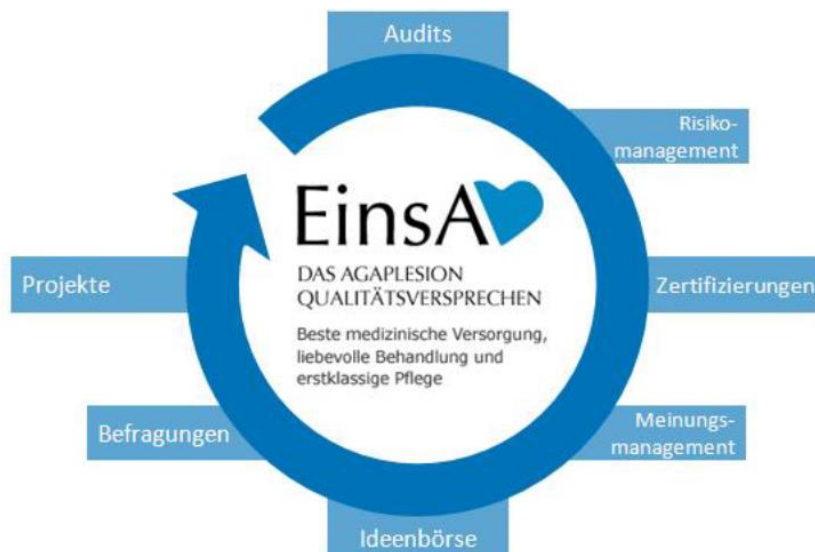 Audits
Risiko-
management
Zertifizierungen
Meinungs-
management
Ideenbörse
Befragungen
Projekte
EinsA
DAS AGAPLESION
QUALITÄTSVERSPRECHEN
Beste medizinische Versorgung,
liebevolle Behandlung und
erstklassige Pflege